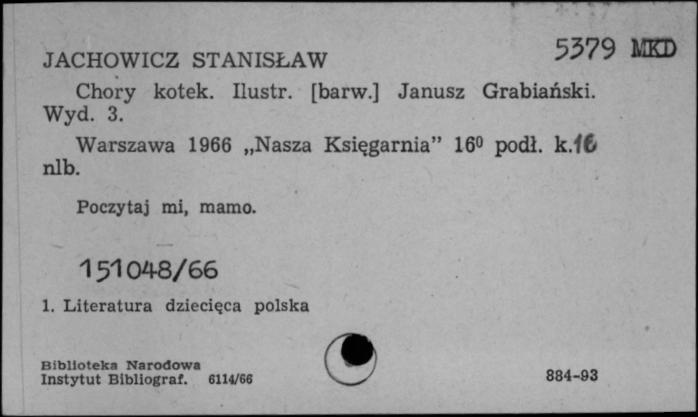 5379 MKD
JACHOWICZ STANISŁAW
Chory kotek. Ilustr. [barw.] Janusz Grabiański.
Wyd. 3.
Warszawa 1966 „Nasza Księgarnia” 16⁰ podł. k.16
nlb.
Poczytaj mi, mamo.
151048/66
1. Literatura dziecięca polska
Biblioteka Narodowa
Instytut Bibliograf. 6114/66
884-93